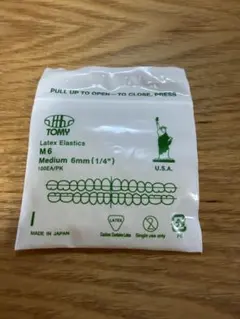 PULL UP TO OPEN — TO CLOSE, PRESS
TOMY
Latex Elastics
M6
Medium 6mm (1/4")
U.S.A.
100EA/PK
LATEX
Single use only
MADE IN JAPAN
PE